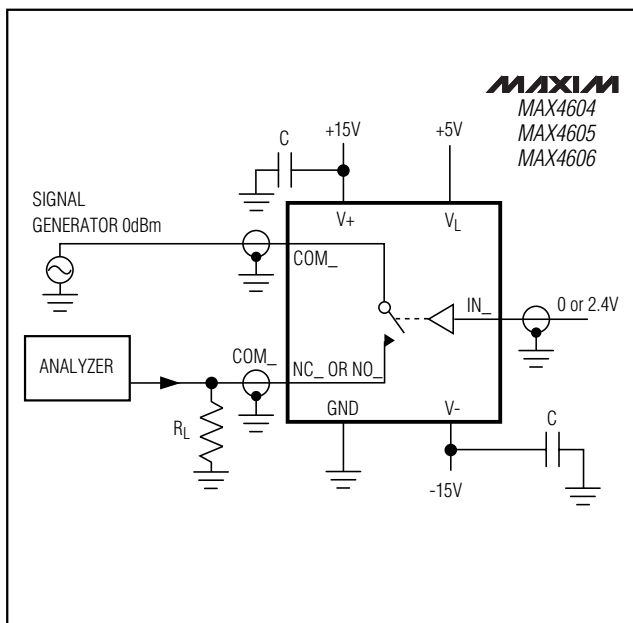 MAXIM
MAX4604
MAX4605
MAX4606
+15V
+5V
C
SIGNAL
GENERATOR 0dBm
V+
VL
COM_
IN_
0 or 2.4V
COM_
NC_ OR NO_
ANALYZER
RL
GND
V-
C
-15V